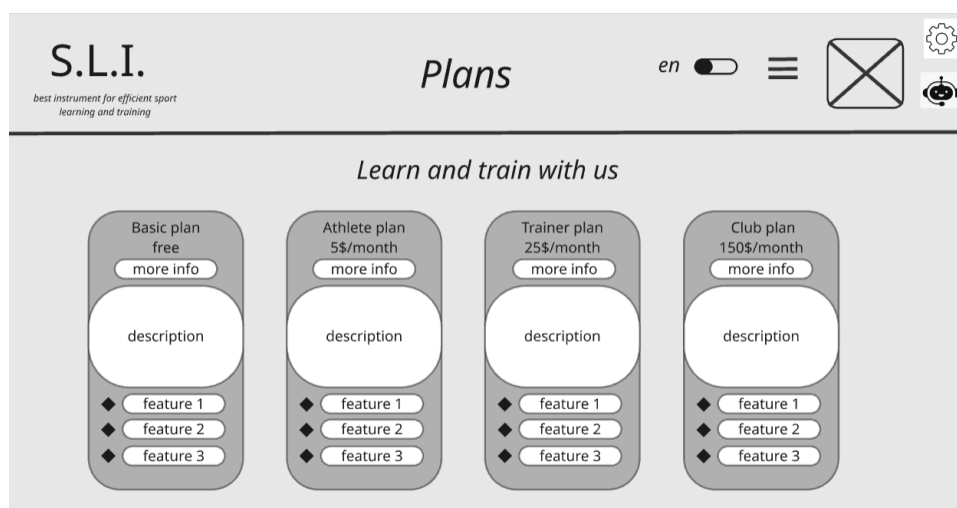 S.L.I.
best instrument for efficient sport
learning and training
Plans
en
Learn and train with us
Basic plan
free
more info
description
feature 1
feature 2
feature 3
Athlete plan
5$/month
more info
description
feature 1
feature 2
feature 3
Trainer plan
25$/month
more info
description
feature 1
feature 2
feature 3
Club plan
150$/month
more info
description
feature 1
feature 2
feature 3